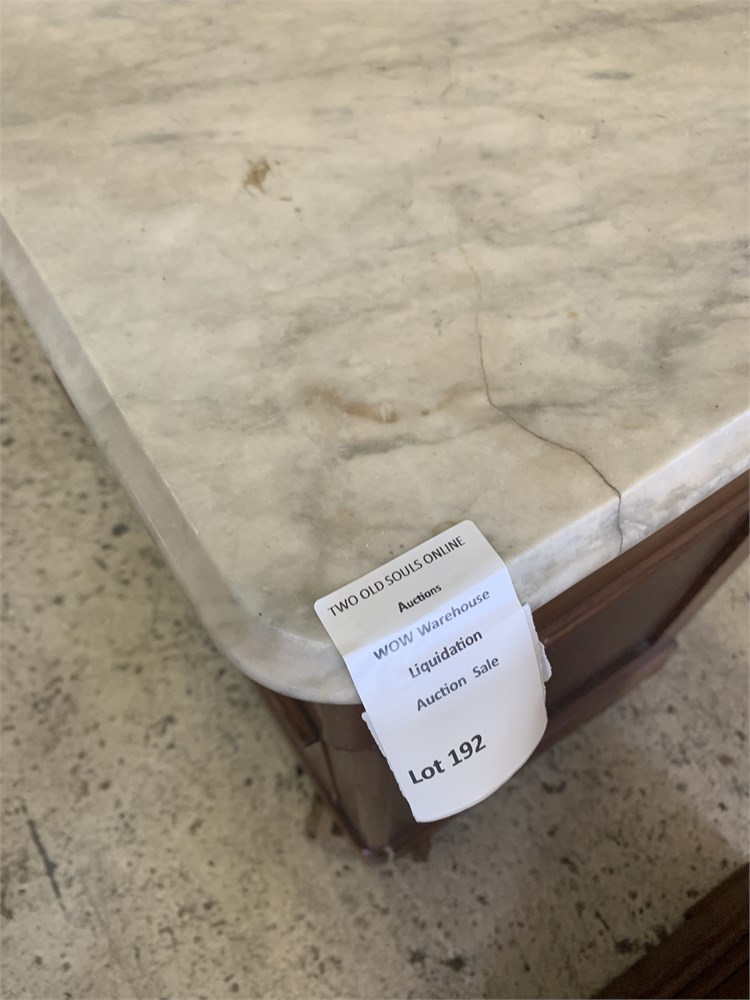 TWO OLD SOULS ONLINE
Auctions
WOW Warehouse
Liquidation
Auction Sale
Lot 192